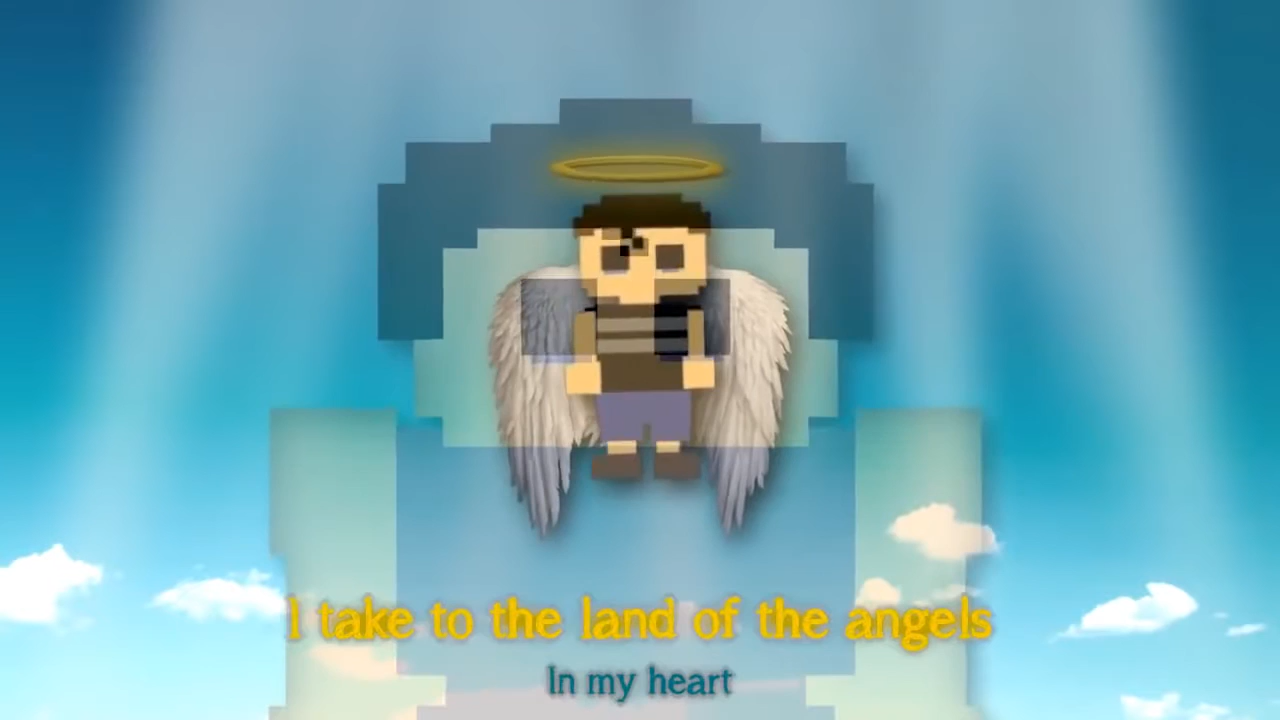 I take to the land of the angels
In my heart